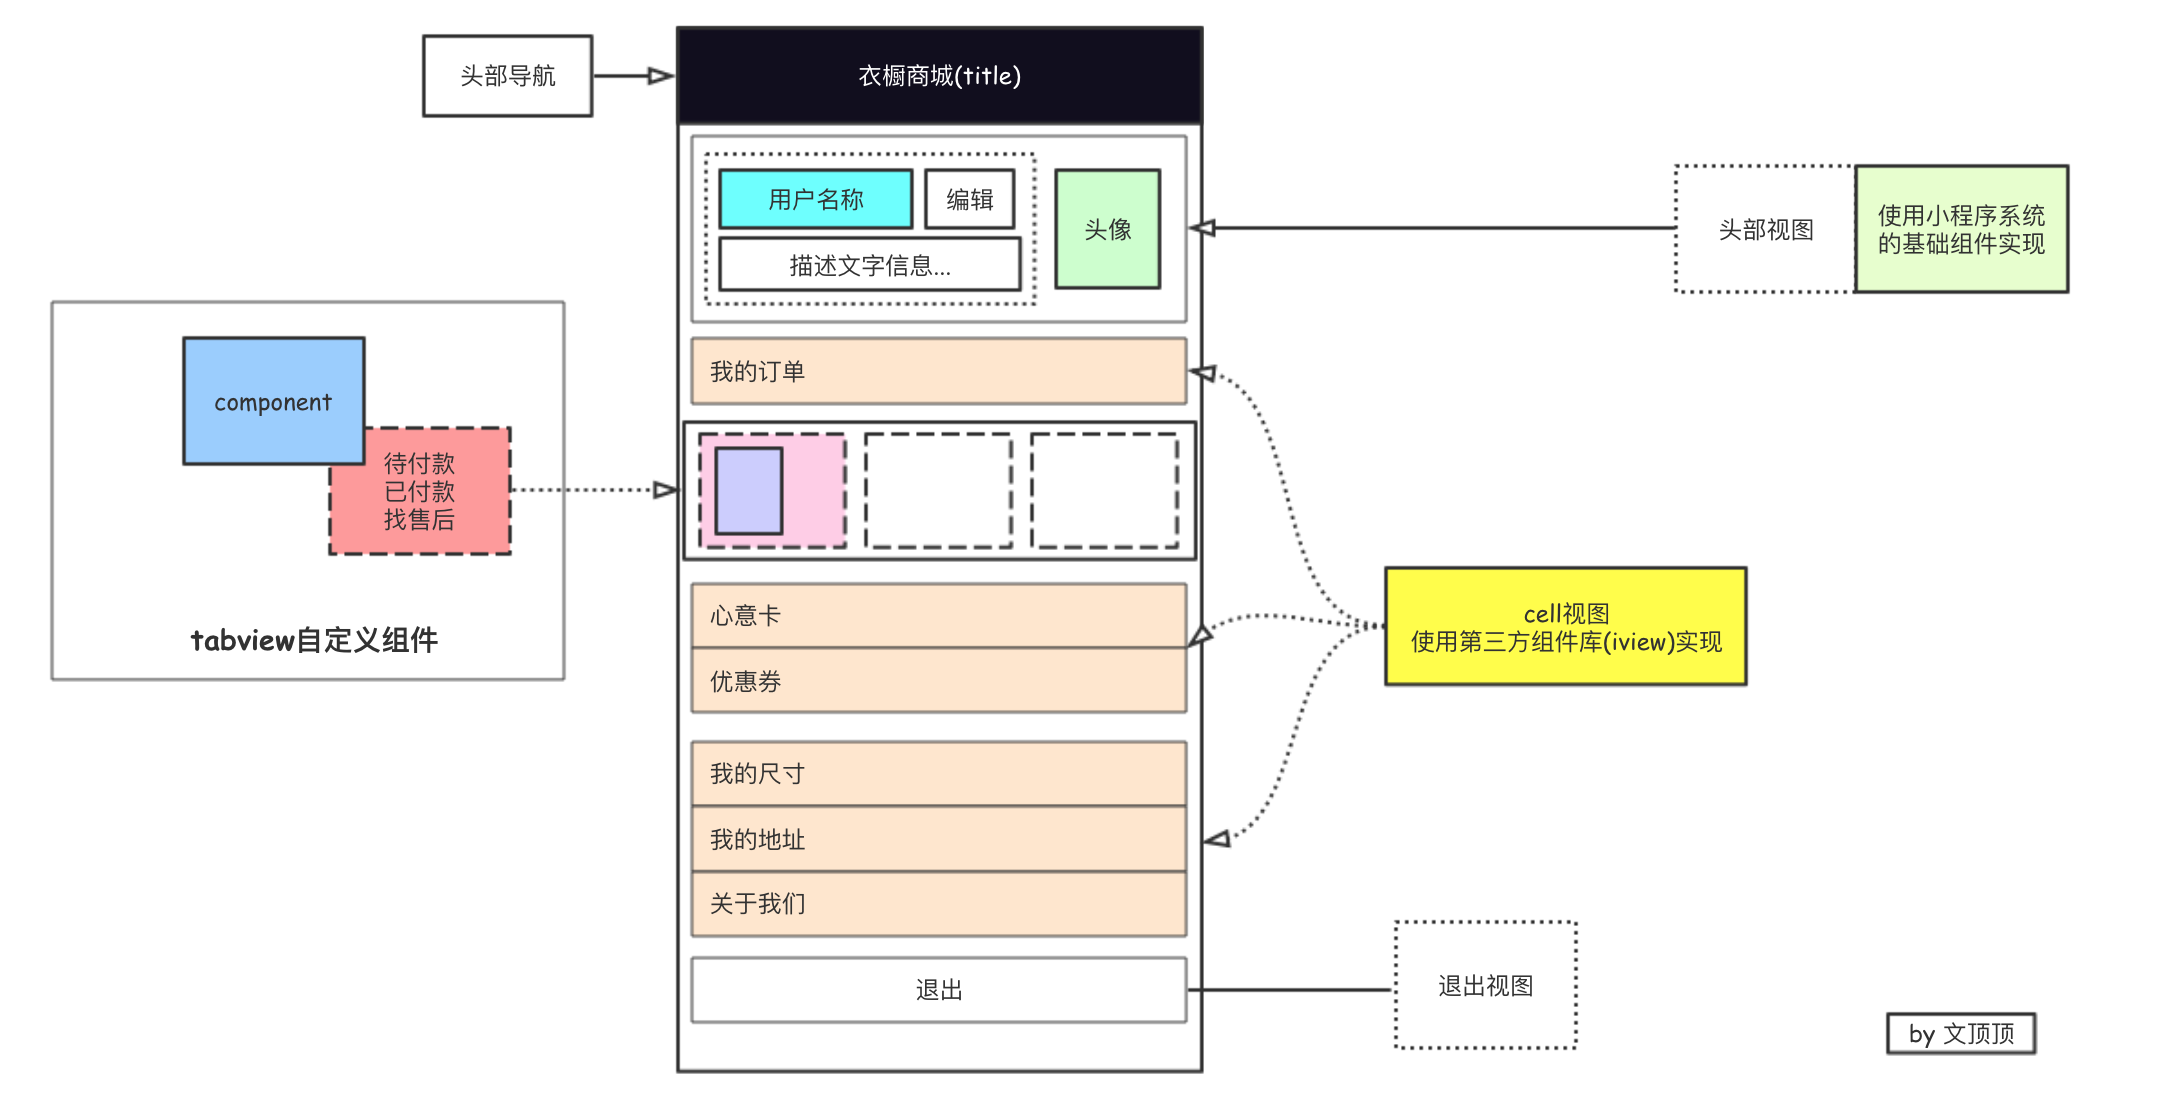 头部导航
衣橱商城(title)
用户名称
编辑
描述文字信息...
头像
头部视图
使用小程序系统
的基础组件实现
我的订单
component
待付款
已付款
找售后
tabview自定义组件
心意卡
优惠券
cell视图
使用第三方组件库(iview)实现
我的尺寸
我的地址
关于我们
退出
退出视图
by 文顶顶